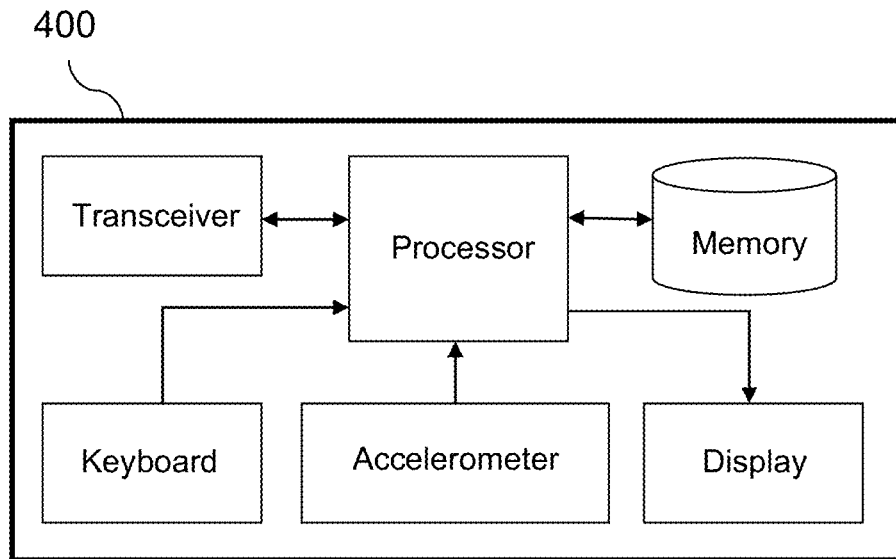 400
Transceiver
Processor
Memory
Keyboard
Accelerometer
Display